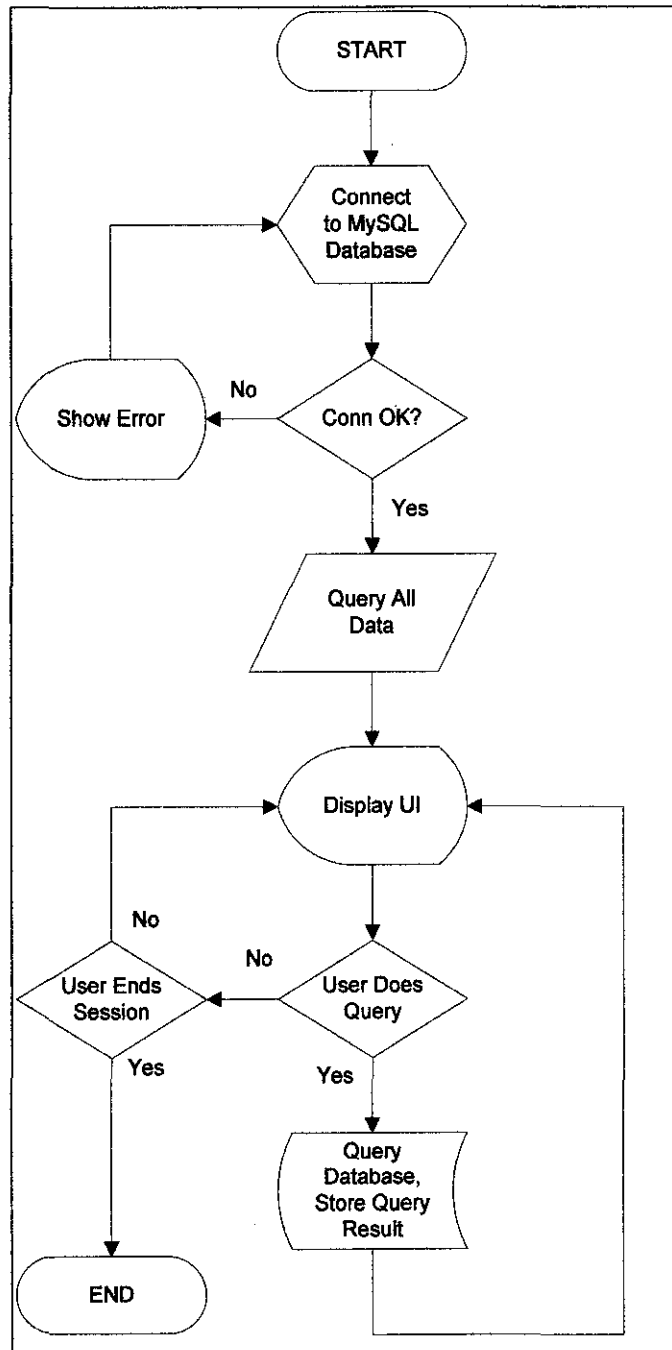 START
Connect
to MySQL
Database
No
Show Error
Conn OK?
Yes
Query All
Data
Display UI
No
No
User Ends
Session
User Does
Query
Yes
Yes
Query
Database,
Store Query
Result
END